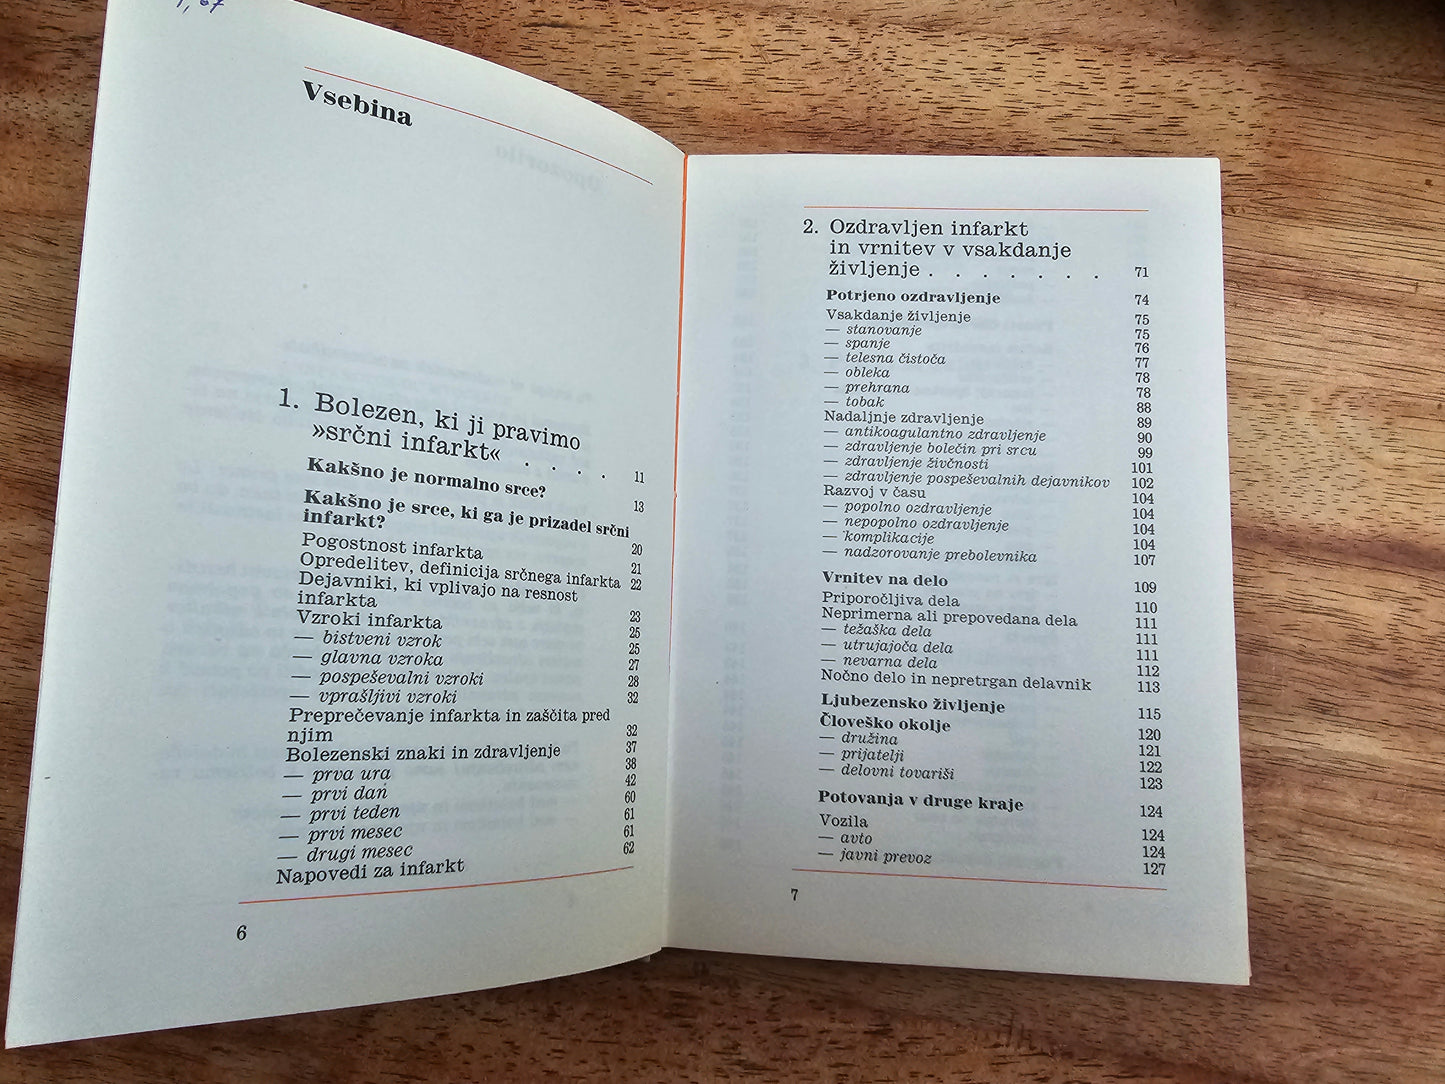 Vsebina
1. Bolezen, ki ji pravimo
»srčni infarkt« . . . . 11
Kakšno je normalno srce? 13
Kakšno je srce, ki ga je prizadel srčni
infarkt? 20
Pogostnost infarkta 21
Opredelitev, definicija srčnega infarkta 22
Dejavniki, ki vplivajo na resnost
infarkta 23
Vzroki infarkta 25
— bistveni vzrok 25
— glavna vzroka 27
— pospeševalni vzroki 28
— vprašljivi vzroki 32
Preprečevanje infarkta in zaščita pred
njim 32
Bolezenski znaki in zdravljenje 37
— prva ura 38
— prvi dan 42
— prvi teden 60
— prvi mesec 61
— drugi mesec 61
Napovedi za infarkt 62
6
2. Ozdravljen infarkt
in vrnitev v vsakdanje
življenje . . . . . . . 71
Potrjeno ozdravljenje 74
Vsakdanje življenje 75
— stanovanje 75
— spanje 76
— telesna čistoča 77
— obleka 78
— prehrana 78
— tobak 88
Nadaljnje zdravljenje 89
— antikoagulantno zdravljenje 90
— zdravljenje bolečin pri srcu 99
— zdravljenje živčnosti 101
— zdravljenje pospeševalnih dejavnikov 102
Razvoj v času 104
— popolno ozdravljenje 104
— nepopolno ozdravljenje 104
— komplikacije 104
— nadzorovanje prebolevnika 107
Vrnitev na delo 109
Priporočljiva dela 110
Neprimerna ali prepovedana dela 111
— težaška dela 111
— utrujajoča dela 111
— nevarna dela 112
Nočno delo in nepretrgan delavnik 113
Ljubezensko življenje 115
Človeško okolje 120
— družina 121
— prijatelji 122
— delovni tovariši 123
Potovanja v druge kraje 124
Vozila 124
— avto 124
— javni prevoz 127
7